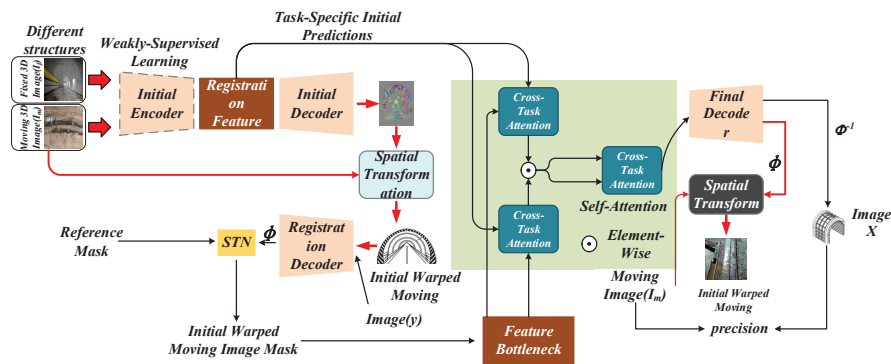 Different
structures
Fixed 3D
Image(I_f)
Moving 3D
Image(I_m)
Weakly-Supervised
Learning
Initial
Encoder
Registrati
on
Feature
Initial
Decoder
Task-Specific Initial
Predictions
Spatial
Transform
ation
Reference
Mask
STN
Φ
Registrat
ion
Decoder
Initial Warped
Moving
Image(y)
Initial Warped
Moving Image Mask
Feature
Bottleneck
Cross-
Task
Attention
Cross-
Task
Attention
Cross-
Task
Attention
Self-Attention
Element-
Wise
Final
Decode
r
Φ
Φ⁻¹
Spatial
Transform
Initial Warped
Moving
Moving
Image(I_m)
Image
X
precision